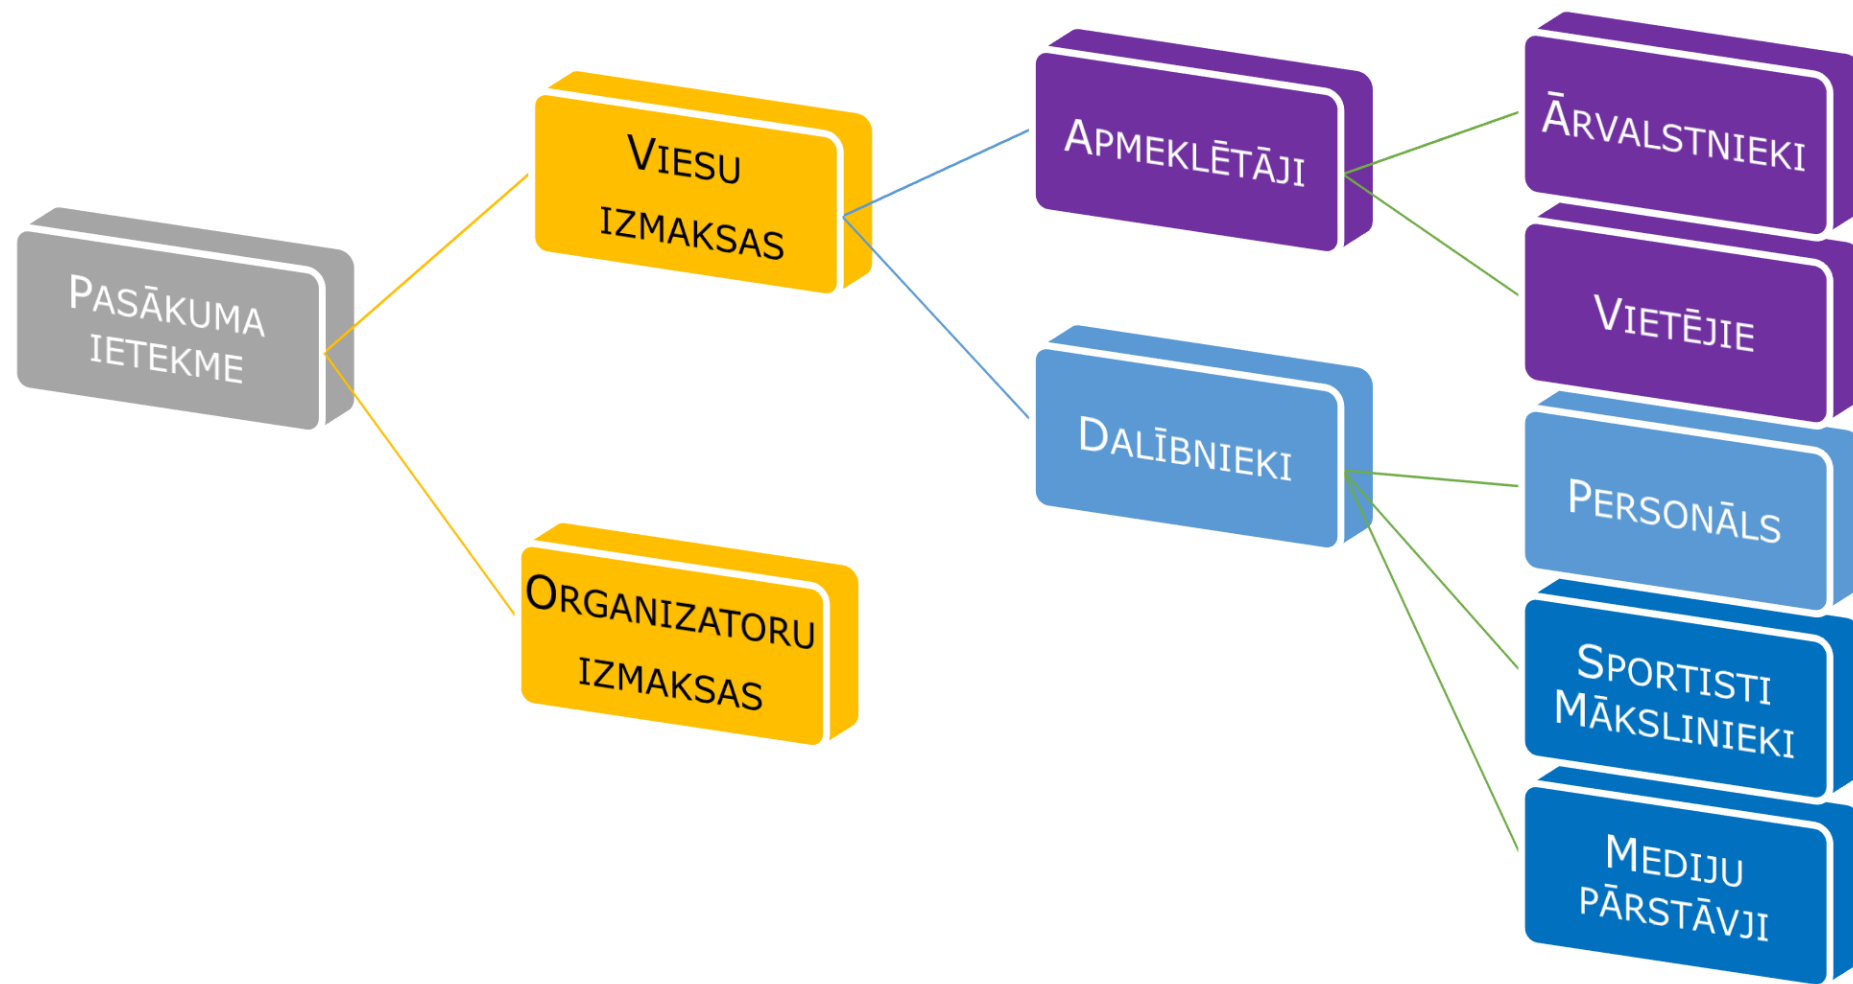 Pasākuma
ietekme
Viesu
izmaksas
Organizatoru
izmaksas
Apmeklētāji
Dalībnieki
Ārvalstnieki
Vietējie
Personāls
Sportisti
Mākslinieki
Mediju
pārstāvji